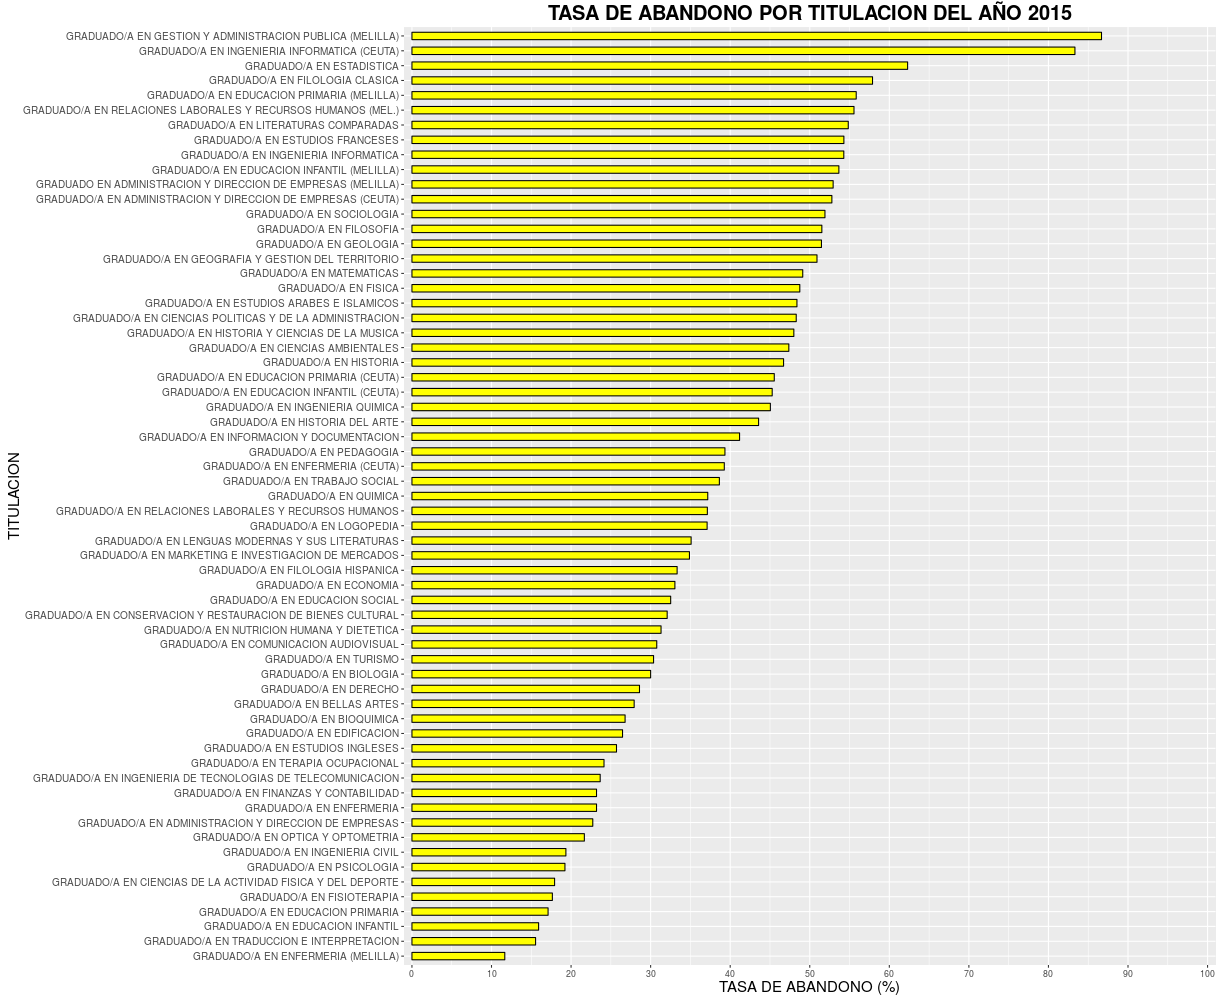 TASA DE ABANDONO POR TITULACION DEL AÑO 2015
TITULACION
GRADUADO/A EN GESTION Y ADMINISTRACION PUBLICA (MELILLA)
GRADUADO/A EN INGENIERIA INFORMATICA (CEUTA)
GRADUADO/A EN ESTADISTICA
GRADUADO/A EN FILOLOGIA CLASICA
GRADUADO/A EN EDUCACION PRIMARIA (MELILLA)
GRADUADO/A EN RELACIONES LABORALES Y RECURSOS HUMANOS (MEL.)
GRADUADO/A EN LITERATURAS COMPARADAS
GRADUADO/A EN ESTUDIOS FRANCESES
GRADUADO/A EN INGENIERIA INFORMATICA
GRADUADO/A EN EDUCACION INFANTIL (MELILLA)
GRADUADO EN ADMINISTRACION Y DIRECCION DE EMPRESAS (MELILLA)
GRADUADO/A EN ADMINISTRACION Y DIRECCION DE EMPRESAS (CEUTA)
GRADUADO/A EN SOCIOLOGIA
GRADUADO/A EN FILOSOFIA
GRADUADO/A EN GEOLOGIA
GRADUADO/A EN GEOGRAFIA Y GESTION DEL TERRITORIO
GRADUADO/A EN MATEMATICAS
GRADUADO/A EN FISICA
GRADUADO/A EN ESTUDIOS ARABES E ISLAMICOS
GRADUADO/A EN CIENCIAS POLITICAS Y DE LA ADMINISTRACION
GRADUADO/A EN HISTORIA Y CIENCIAS DE LA MUSICA
GRADUADO/A EN CIENCIAS AMBIENTALES
GRADUADO/A EN HISTORIA
GRADUADO/A EN EDUCACION PRIMARIA (CEUTA)
GRADUADO/A EN EDUCACION INFANTIL (CEUTA)
GRADUADO/A EN INGENIERIA QUIMICA
GRADUADO/A EN HISTORIA DEL ARTE
GRADUADO/A EN INFORMACION Y DOCUMENTACION
GRADUADO/A EN PEDAGOGIA
GRADUADO/A EN ENFERMERIA (CEUTA)
GRADUADO/A EN TRABAJO SOCIAL
GRADUADO/A EN QUIMICA
GRADUADO/A EN RELACIONES LABORALES Y RECURSOS HUMANOS
GRADUADO/A EN LOGOPEDIA
GRADUADO/A EN LENGUAS MODERNAS Y SUS LITERATURAS
GRADUADO/A EN MARKETING E INVESTIGACION DE MERCADOS
GRADUADO/A EN FILOLOGIA HISPANICA
GRADUADO/A EN ECONOMIA
GRADUADO/A EN EDUCACION SOCIAL
GRADUADO/A EN CONSERVACION Y RESTAURACION DE BIENES CULTURAL
GRADUADO/A EN NUTRICION HUMANA Y DIETETICA
GRADUADO/A EN COMUNICACION AUDIOVISUAL
GRADUADO/A EN TURISMO
GRADUADO/A EN BIOLOGIA
GRADUADO/A EN DERECHO
GRADUADO/A EN BELLAS ARTES
GRADUADO/A EN BIOQUIMICA
GRADUADO/A EN EDIFICACION
GRADUADO/A EN ESTUDIOS INGLESES
GRADUADO/A EN TERAPIA OCUPACIONAL
GRADUADO/A EN INGENIERIA DE TECNOLOGIAS DE TELECOMUNICACION
GRADUADO/A EN FINANZAS Y CONTABILIDAD
GRADUADO/A EN ENFERMERIA
GRADUADO/A EN ADMINISTRACION Y DIRECCION DE EMPRESAS
GRADUADO/A EN OPTICA Y OPTOMETRIA
GRADUADO/A EN INGENIERIA CIVIL
GRADUADO/A EN PSICOLOGIA
GRADUADO/A EN CIENCIAS DE LA ACTIVIDAD FISICA Y DEL DEPORTE
GRADUADO/A EN FISIOTERAPIA
GRADUADO/A EN EDUCACION PRIMARIA
GRADUADO/A EN EDUCACION INFANTIL
GRADUADO/A EN TRADUCCION E INTERPRETACION
GRADUADO/A EN ENFERMERIA (MELILLA)
0 10 20 30 40 50 60 70 80 90 100
TASA DE ABANDONO (%)